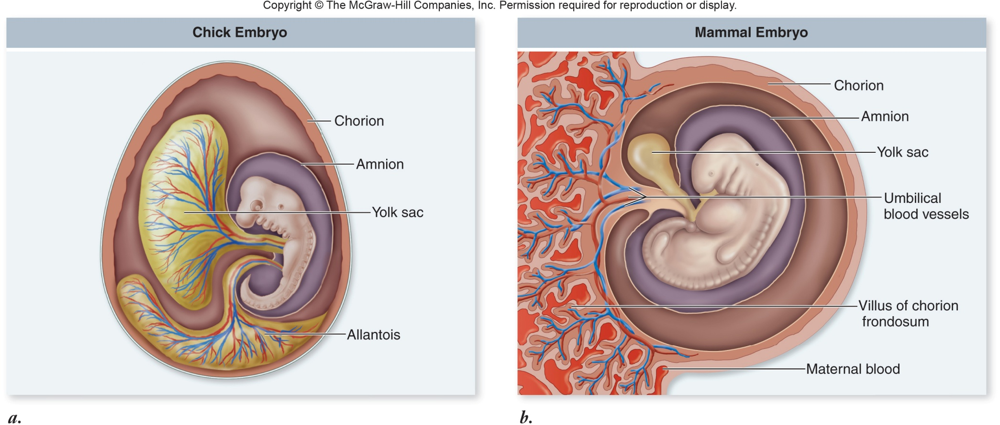 Copyright © The McGraw-Hill Companies, Inc. Permission required for reproduction or display.
Chick Embryo
Chorion
Amnion
Yolk sac
Allantois
a.
Mammal Embryo
Chorion
Amnion
Yolk sac
Umbilical
blood vessels
Villus of chorion
frondosum
Maternal blood
b.